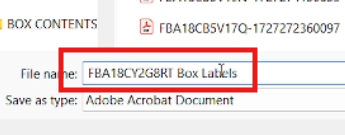 BOX CONTENTS
FBA18CB5V17Q-1727272360097
File name: FBA18CY2G8RT Box Labels
Save as type: Adobe Acrobat Document